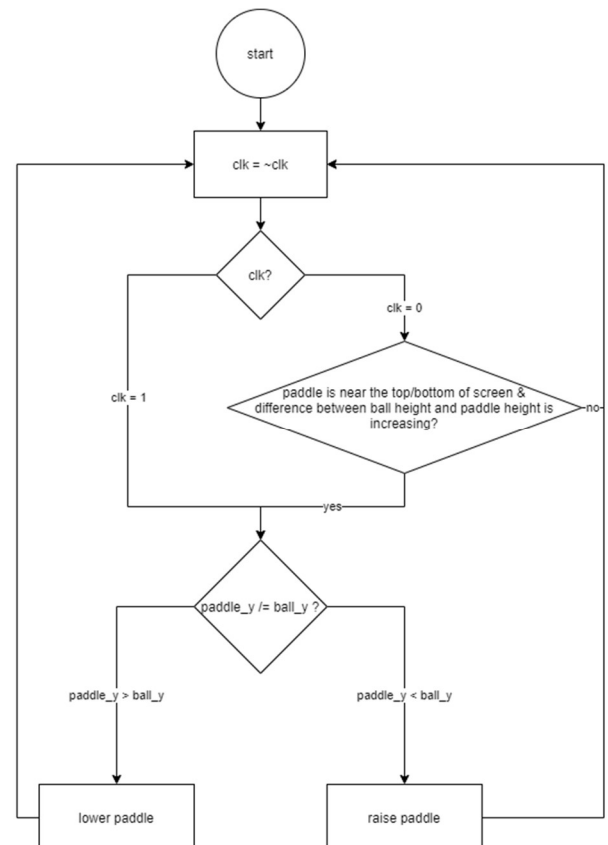 start
clk = ~clk
clk?
clk = 0
clk = 1
paddle is near the top/bottom of screen &
difference between ball height and paddle height is
increasing?
no
yes
paddle_y /= ball_y ?
paddle_y > ball_y
paddle_y < ball_y
lower paddle
raise paddle